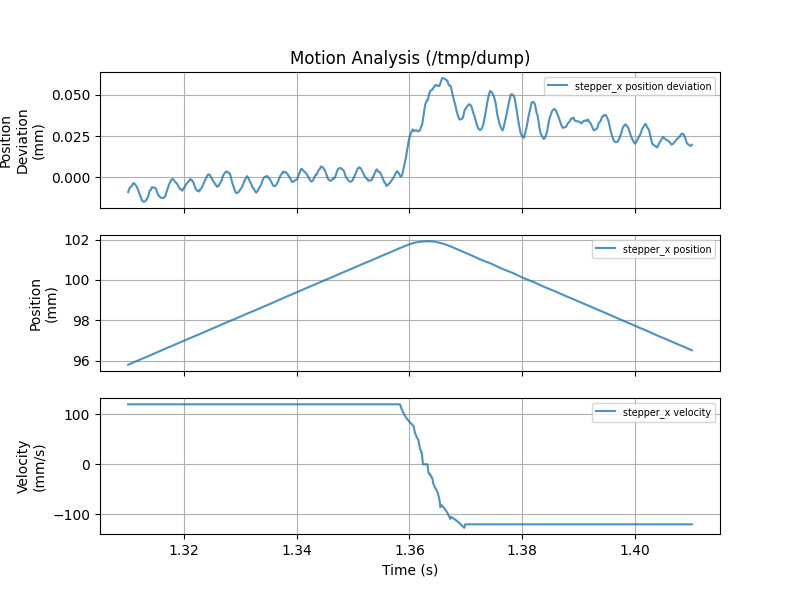 Motion Analysis (/tmp/dump)
Position
Deviation
(mm)
0.050
0.025
0.000
stepper_x position deviation
Position
(mm)
102
100
98
96
stepper_x position
Velocity
(mm/s)
100
0
−100
stepper_x velocity
1.32 1.34 1.36 1.38 1.40
Time (s)